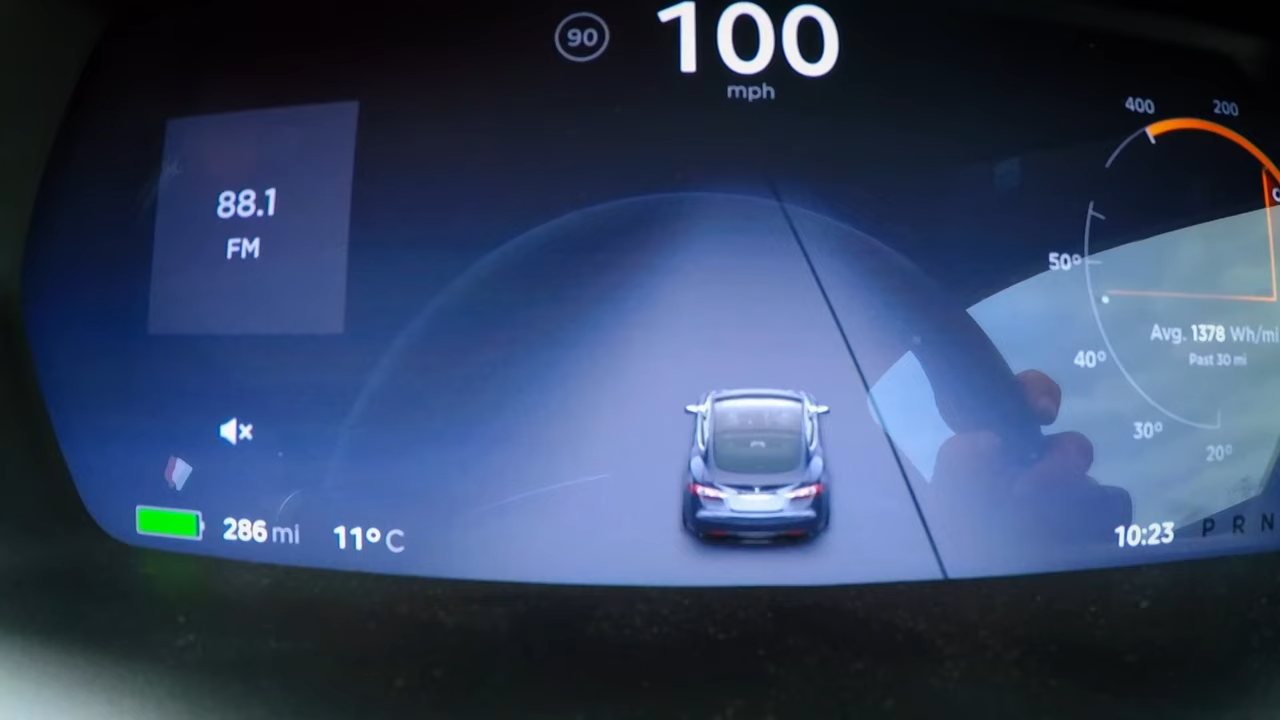 90
100
mph
400
200
88.1
FM
50°
Avg. 1378 Wh/mi
Past 30 mi
40°
30°
20°
286 mi
11°C
10:23
P R N